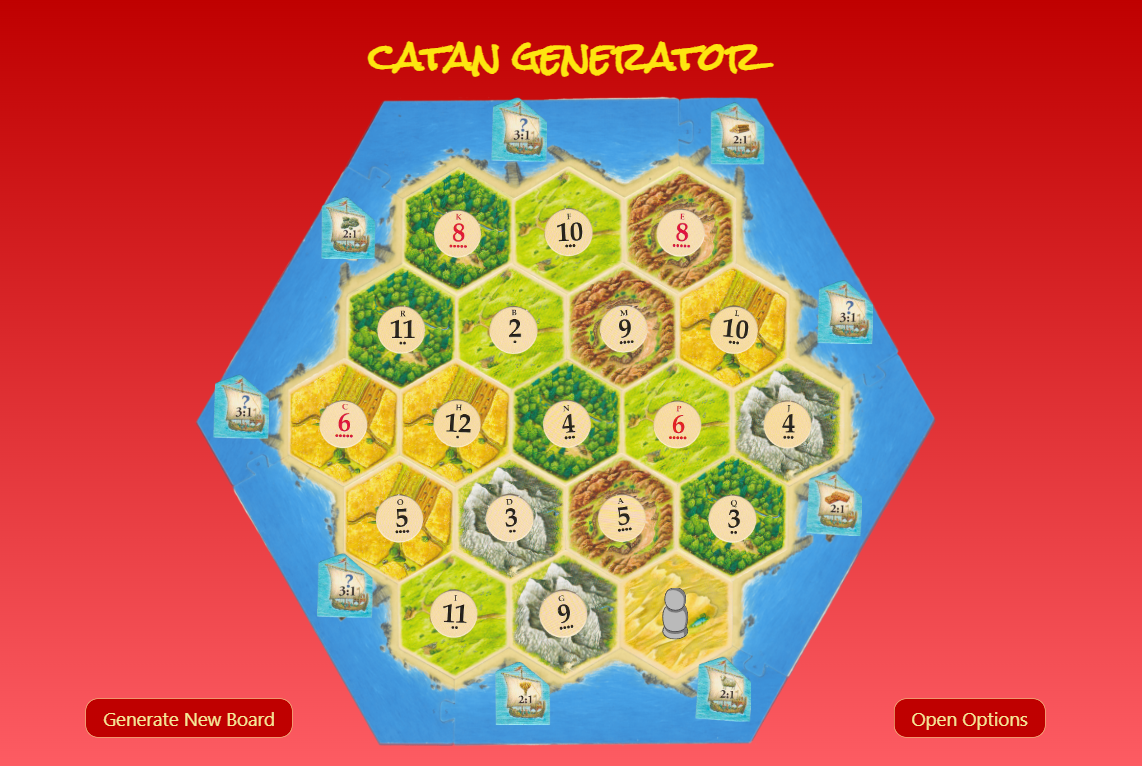 CATAN GENERATOR
?
3:1
2:1
2:1
K
8
F
10
E
8
?
3:1
R
11
B
2
M
9
L
10
?
3:1
C
6
H
12
N
4
P
6
J
4
2:1
O
5
D
3
A
5
Q
3
?
3:1
I
11
G
9
2:1
2:1
Generate New Board
Open Options